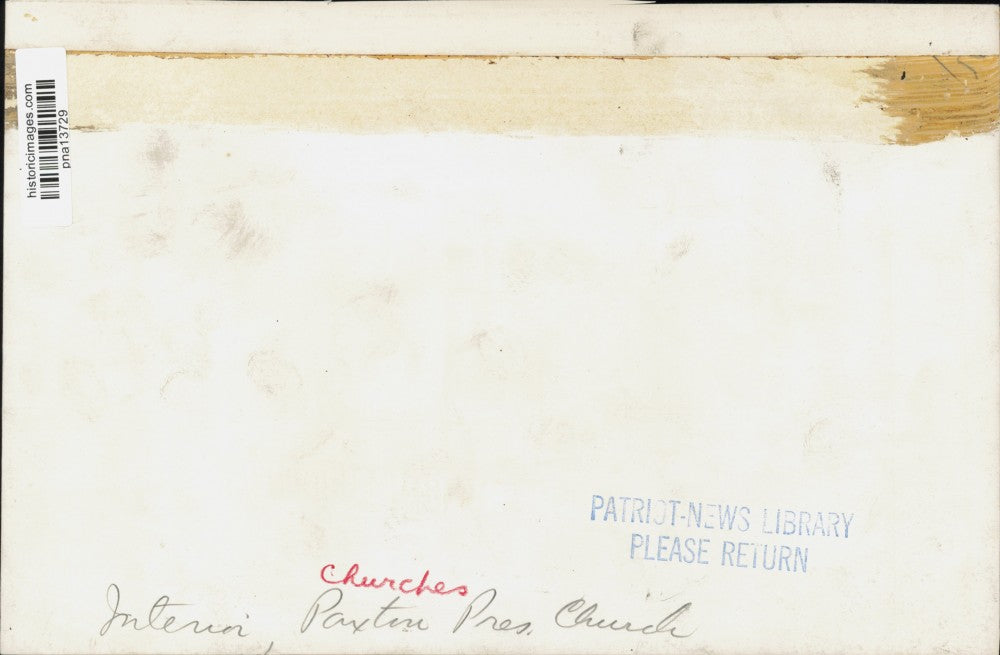 historicimages.com
pna13729
PATRIOT-NEWS LIBRARY
PLEASE RETURN
Churches
Interior, Paxton Pres. Church